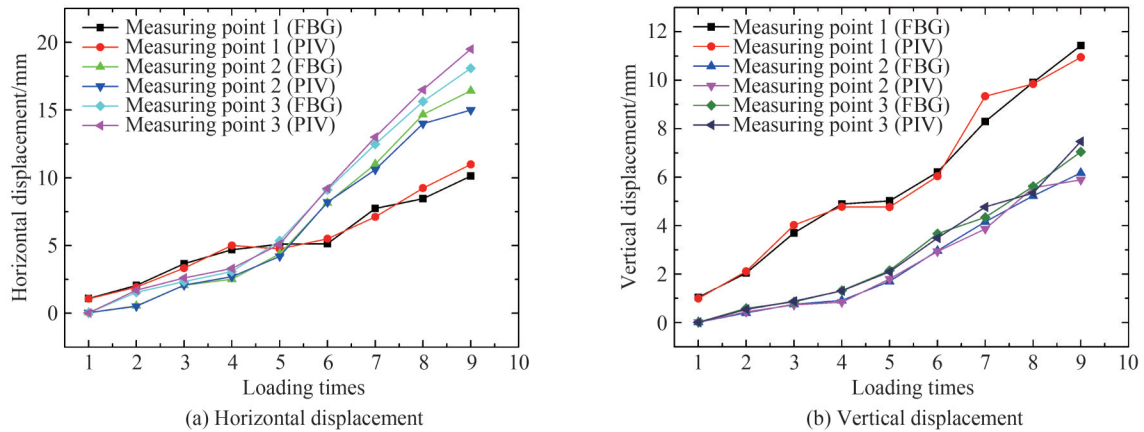 Measuring point 1 (FBG)
Measuring point 1 (PIV)
Measuring point 2 (FBG)
Measuring point 2 (PIV)
Measuring point 3 (FBG)
Measuring point 3 (PIV)
Horizontal displacement/mm
20
15
10
5
0
1 2 3 4 5 6 7 8 9 10
Loading times
(a) Horizontal displacement
Measuring point 1 (FBG)
Measuring point 1 (PIV)
Measuring point 2 (FBG)
Measuring point 2 (PIV)
Measuring point 3 (FBG)
Measuring point 3 (PIV)
Vertical displacement/mm
12
10
8
6
4
2
0
1 2 3 4 5 6 7 8 9 10
Loading times
(b) Vertical displacement